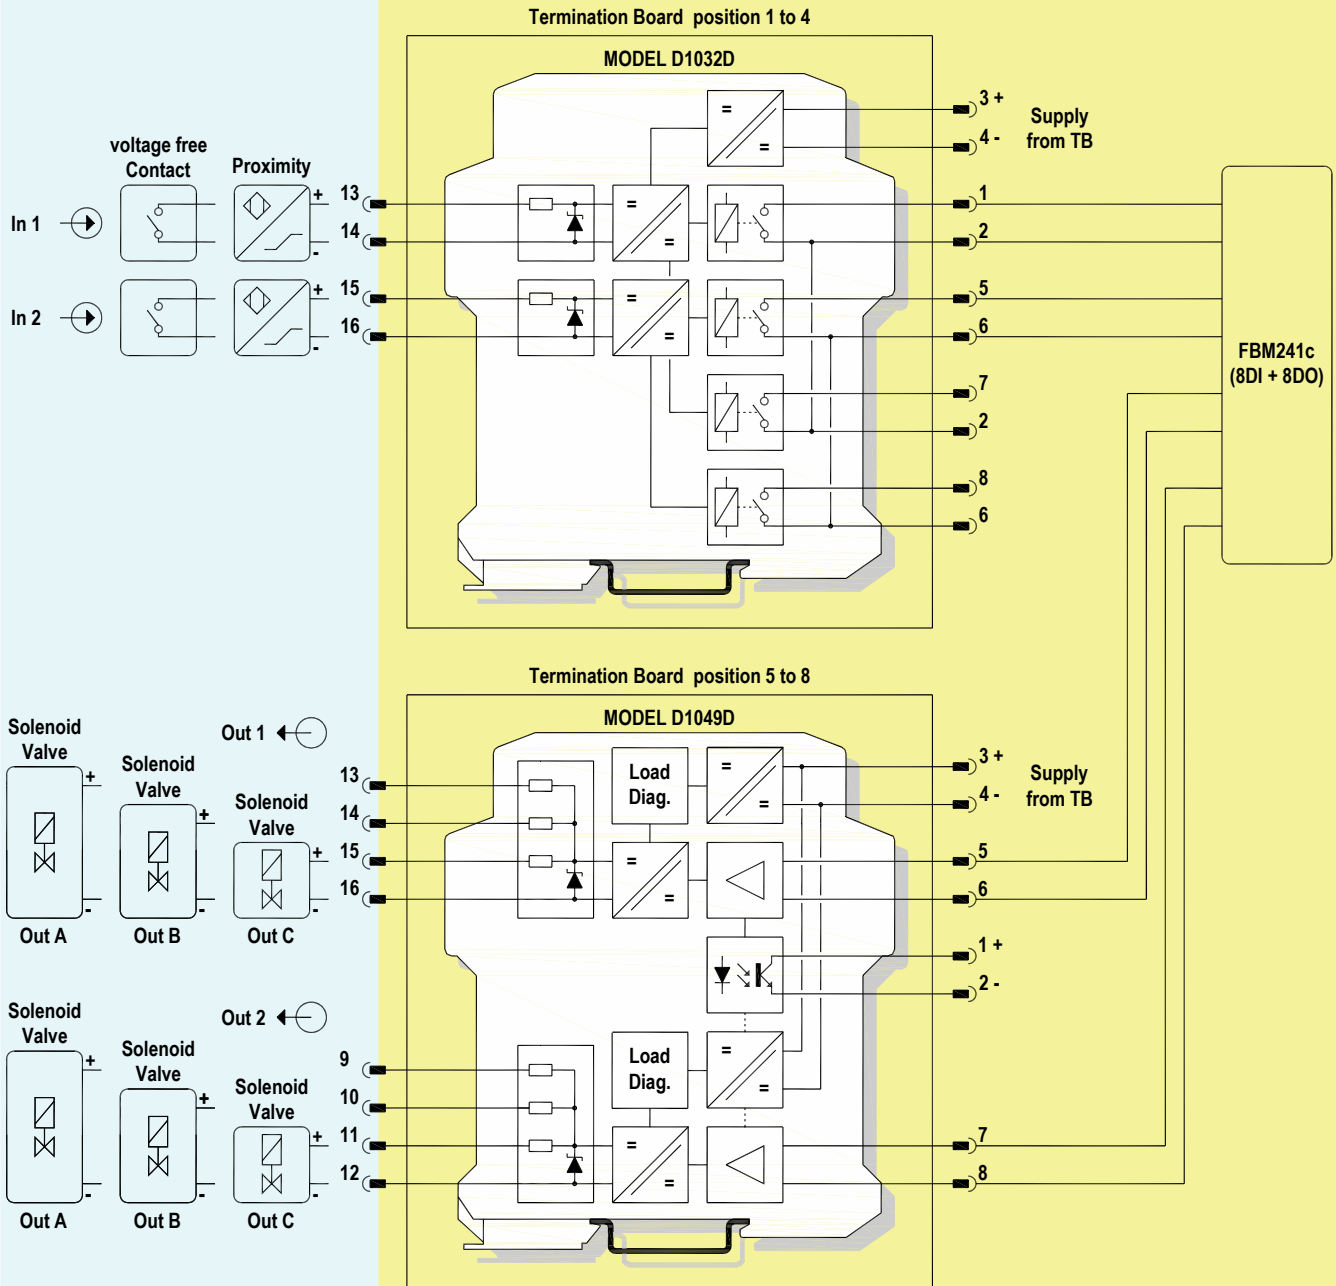 Termination Board position 1 to 4
MODEL D1032D
3 +
4 -
Supply
from TB
voltage free
Contact
Proximity
In 1
+
-
13
14
1
2
In 2
+
-
15
16
5
6
7
2
8
6
FBM241c
(8DI + 8DO)
=
=
=
=
=
=
Termination Board position 5 to 8
MODEL D1049D
Out 1
Solenoid
Valve
+
-
Out A
Solenoid
Valve
+
-
Out B
Solenoid
Valve
+
-
Out C
13
14
15
16
Load
Diag.
=
=
=
=
3 +
4 -
Supply
from TB
5
6
1 +
2 -
Out 2
Solenoid
Valve
+
-
Out A
Solenoid
Valve
+
-
Out B
Solenoid
Valve
+
-
Out C
9
10
11
12
Load
Diag.
=
=
=
=
7
8